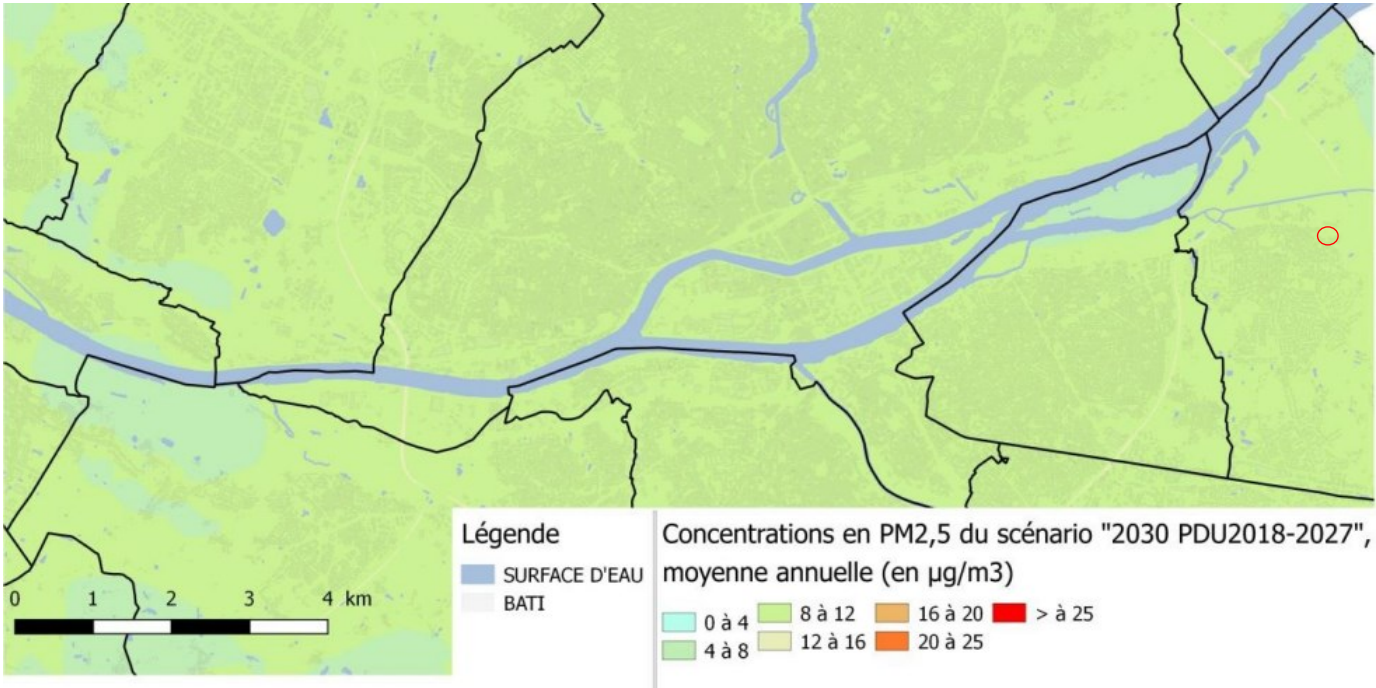 Légende
SURFACE D'EAU
BATI
0 1 2 3 4 km
Concentrations en PM2,5 du scénario "2030 PDU2018-2027",
moyenne annuelle (en µg/m3)
0 à 4
4 à 8
8 à 12
12 à 16
16 à 20
20 à 25
> à 25